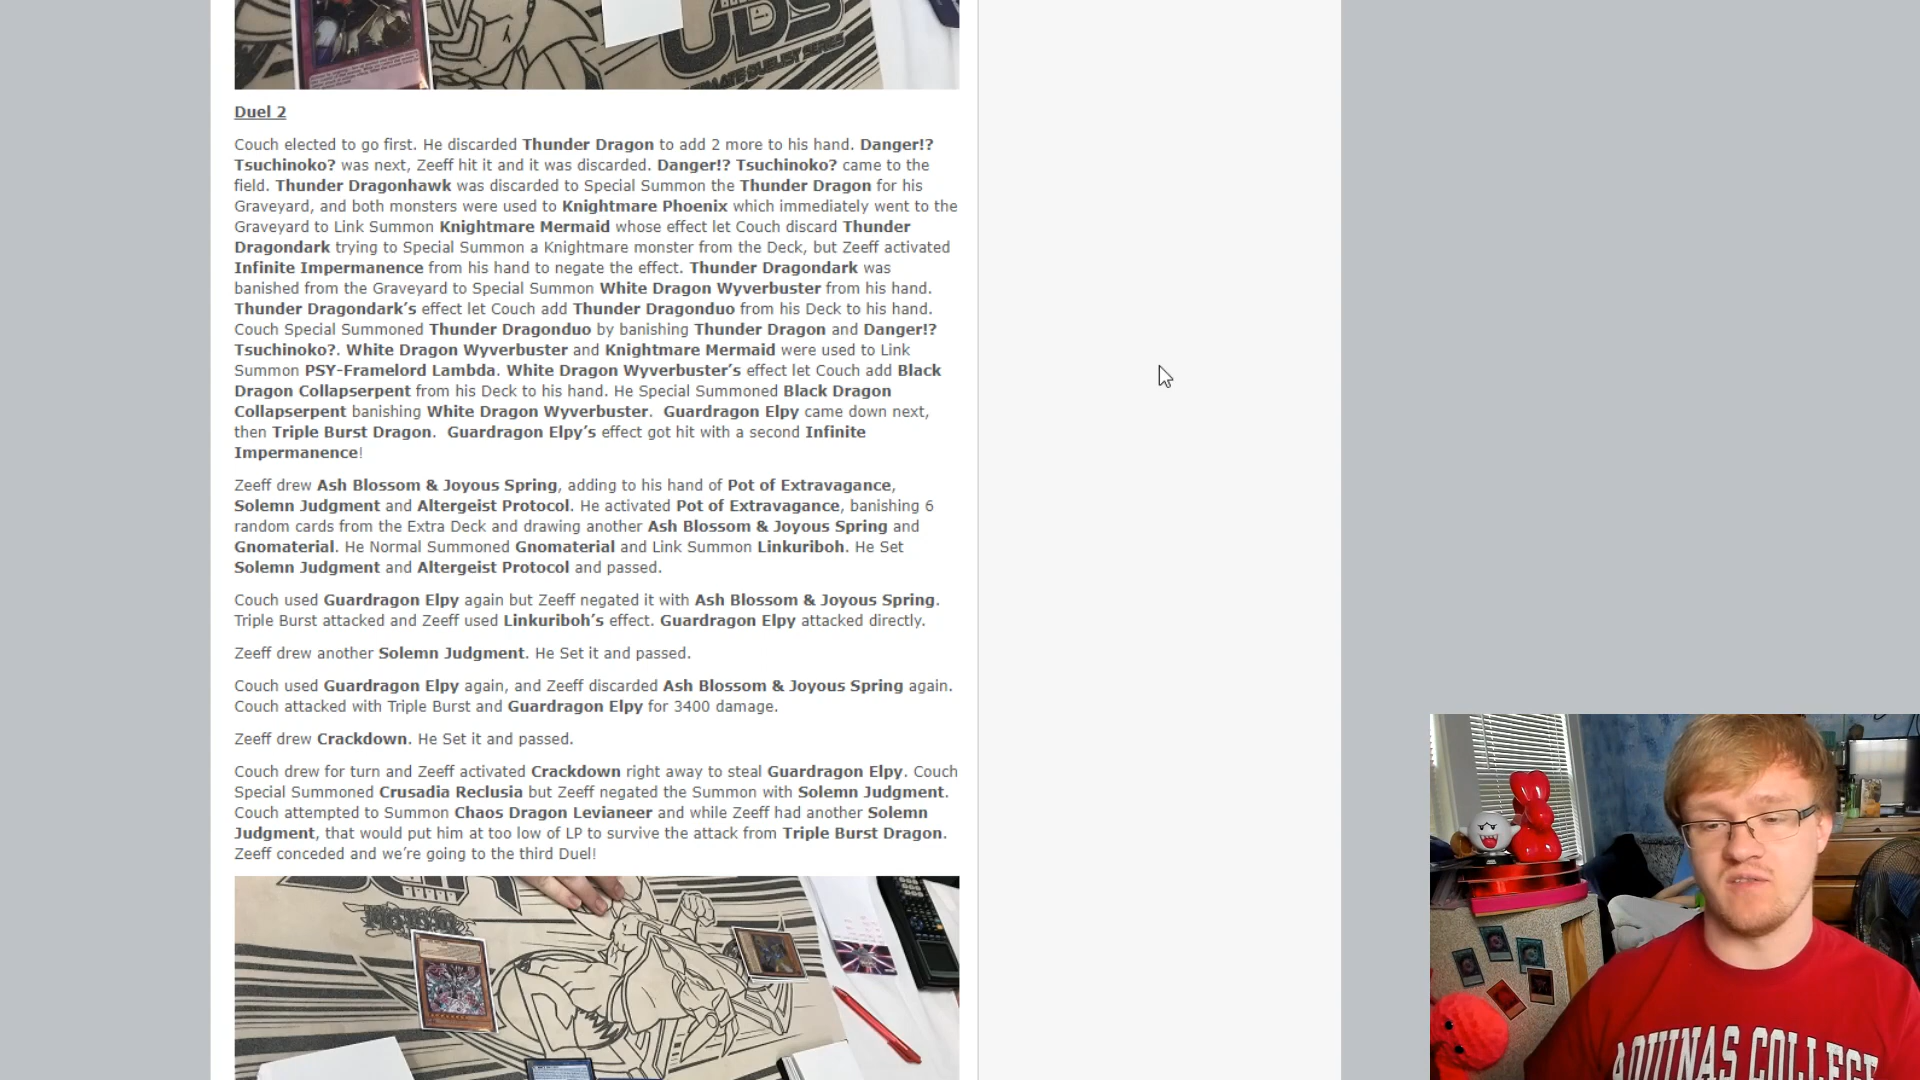 UDS
ULTIMATE DUELIST SERIES
Duel 2
Couch elected to go first. He discarded Thunder Dragon to add 2 more to his hand. Danger!?
Tsuchinoko? was next, Zeeff hit it and it was discarded. Danger!? Tsuchinoko? came to the
field. Thunder Dragonhawk was discarded to Special Summon the Thunder Dragon for his
Graveyard, and both monsters were used to Knightmare Phoenix which immediately went to the
Graveyard to Link Summon Knightmare Mermaid whose effect let Couch discard Thunder
Dragondark trying to Special Summon a Knightmare monster from the Deck, but Zeeff activated
Infinite Impermanence from his hand to negate the effect. Thunder Dragondark was
banished from the Graveyard to Special Summon White Dragon Wyverbuster from his hand.
Thunder Dragondark's effect let Couch add Thunder Dragonduo from his Deck to his hand.
Couch Special Summoned Thunder Dragonduo by banishing Thunder Dragon and Danger!?
Tsuchinoko?. White Dragon Wyverbuster and Knightmare Mermaid were used to Link
Summon PSY-Framelord Lambda. White Dragon Wyverbuster's effect let Couch add Black
Dragon Collapserpent from his Deck to his hand. He Special Summoned Black Dragon
Collapserpent banishing White Dragon Wyverbuster. Guardragon Elpy came down next,
then Triple Burst Dragon. Guardragon Elpy's effect got hit with a second Infinite
Impermanence!
Zeeff drew Ash Blossom & Joyous Spring, adding to his hand of Pot of Extravagance,
Solemn Judgment and Altergeist Protocol. He activated Pot of Extravagance, banishing 6
random cards from the Extra Deck and drawing another Ash Blossom & Joyous Spring and
Gnomaterial. He Normal Summoned Gnomaterial and Link Summon Linkuriboh. He Set
Solemn Judgment and Altergeist Protocol and passed.
Couch used Guardragon Elpy again but Zeeff negated it with Ash Blossom & Joyous Spring.
Triple Burst attacked and Zeeff used Linkuriboh's effect. Guardragon Elpy attacked directly.
Zeeff drew another Solemn Judgment. He Set it and passed.
Couch used Guardragon Elpy again, and Zeeff discarded Ash Blossom & Joyous Spring again.
Couch attacked with Triple Burst and Guardragon Elpy for 3400 damage.
Zeeff drew Crackdown. He Set it and passed.
Couch drew for turn and Zeeff activated Crackdown right away to steal Guardragon Elpy. Couch
Special Summoned Crusadia Reclusia but Zeeff negated the Summon with Solemn Judgment.
Couch attempted to Summon Chaos Dragon Levianeer and while Zeeff had another Solemn
Judgment, that would put him at too low of LP to survive the attack from Triple Burst Dragon.
Zeeff conceded and we're going to the third Duel!
AQUINAS COLLEGE